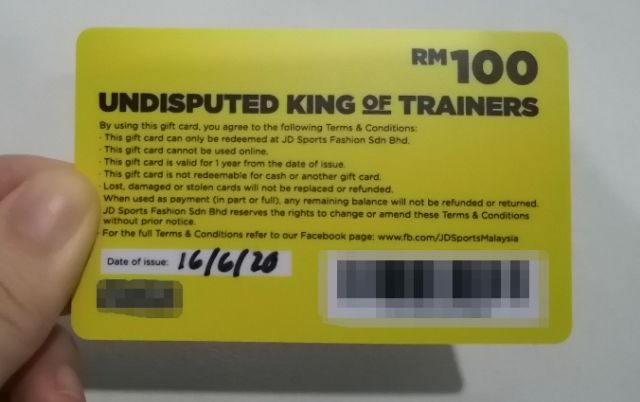 RM100
UNDISPUTED KING OF TRAINERS
By using this gift card, you agree to the following Terms & Conditions:
· This gift card can only be redeemed at JD Sports Fashion Sdn Bhd.
· This gift card cannot be used online.
· This gift card is valid for 1 year from the date of issue.
· This gift card is not redeemable for cash or another gift card.
· Lost, damaged or stolen cards will not be replaced or refunded.
When used as payment (in part or full), any remaining balance will not be refunded or returned.
JD Sports Fashion Sdn Bhd reserves the rights to change or amend these Terms & Conditions
without prior notice.
· For the full Terms & Conditions refer to our Facebook page: www.fb.com/JDSportsMalaysia
Date of issue: 16/6/20